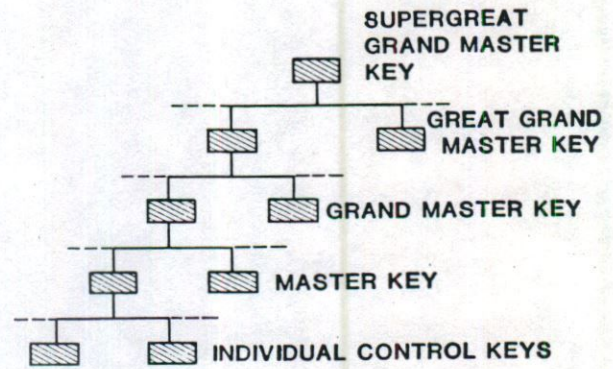 SUPERGREAT
GRAND MASTER
KEY
GREAT GRAND
MASTER KEY
GRAND MASTER KEY
MASTER KEY
INDIVIDUAL CONTROL KEYS